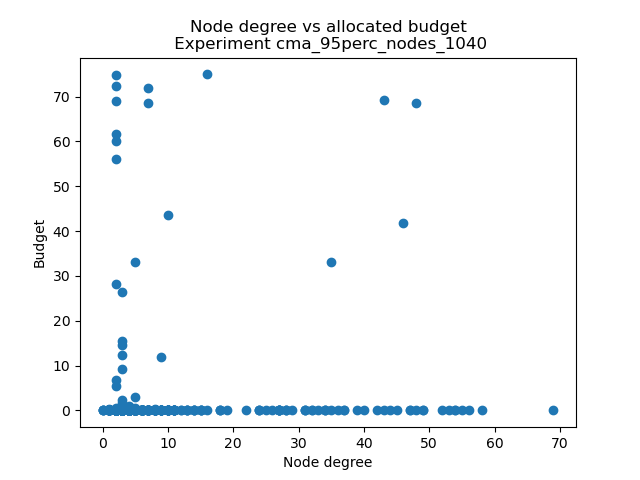 Node degree vs allocated budget
Experiment cma_95perc_nodes_1040
Budget
70
60
50
40
30
20
10
0
0 10 20 30 40 50 60 70
Node degree